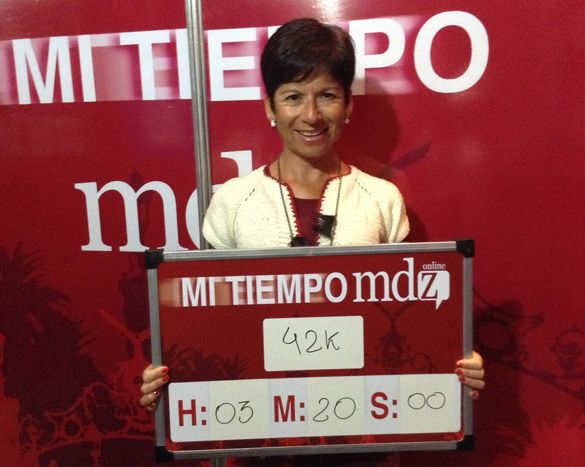 MI TIEMPO
md
MI TIEMPO mdz online
42K
H: 03 M: 20 S: 00